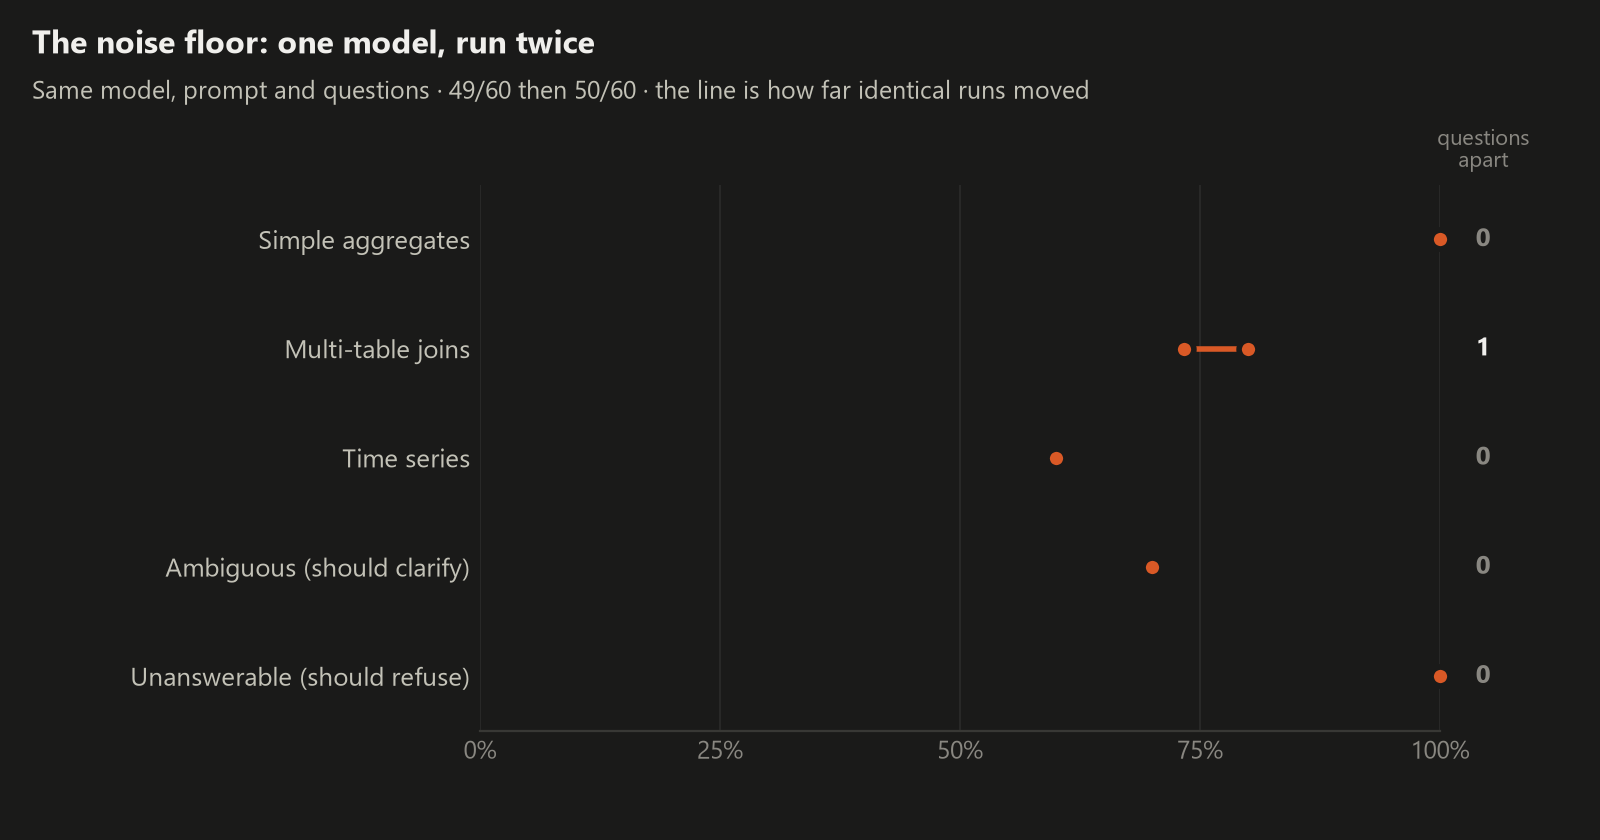 The noise floor: one model, run twice
Same model, prompt and questions · 49/60 then 50/60 · the line is how far identical runs moved
questions
apart
Simple aggregates
0
Multi-table joins
1
Time series
0
Ambiguous (should clarify)
0
Unanswerable (should refuse)
0
0%
25%
50%
75%
100%